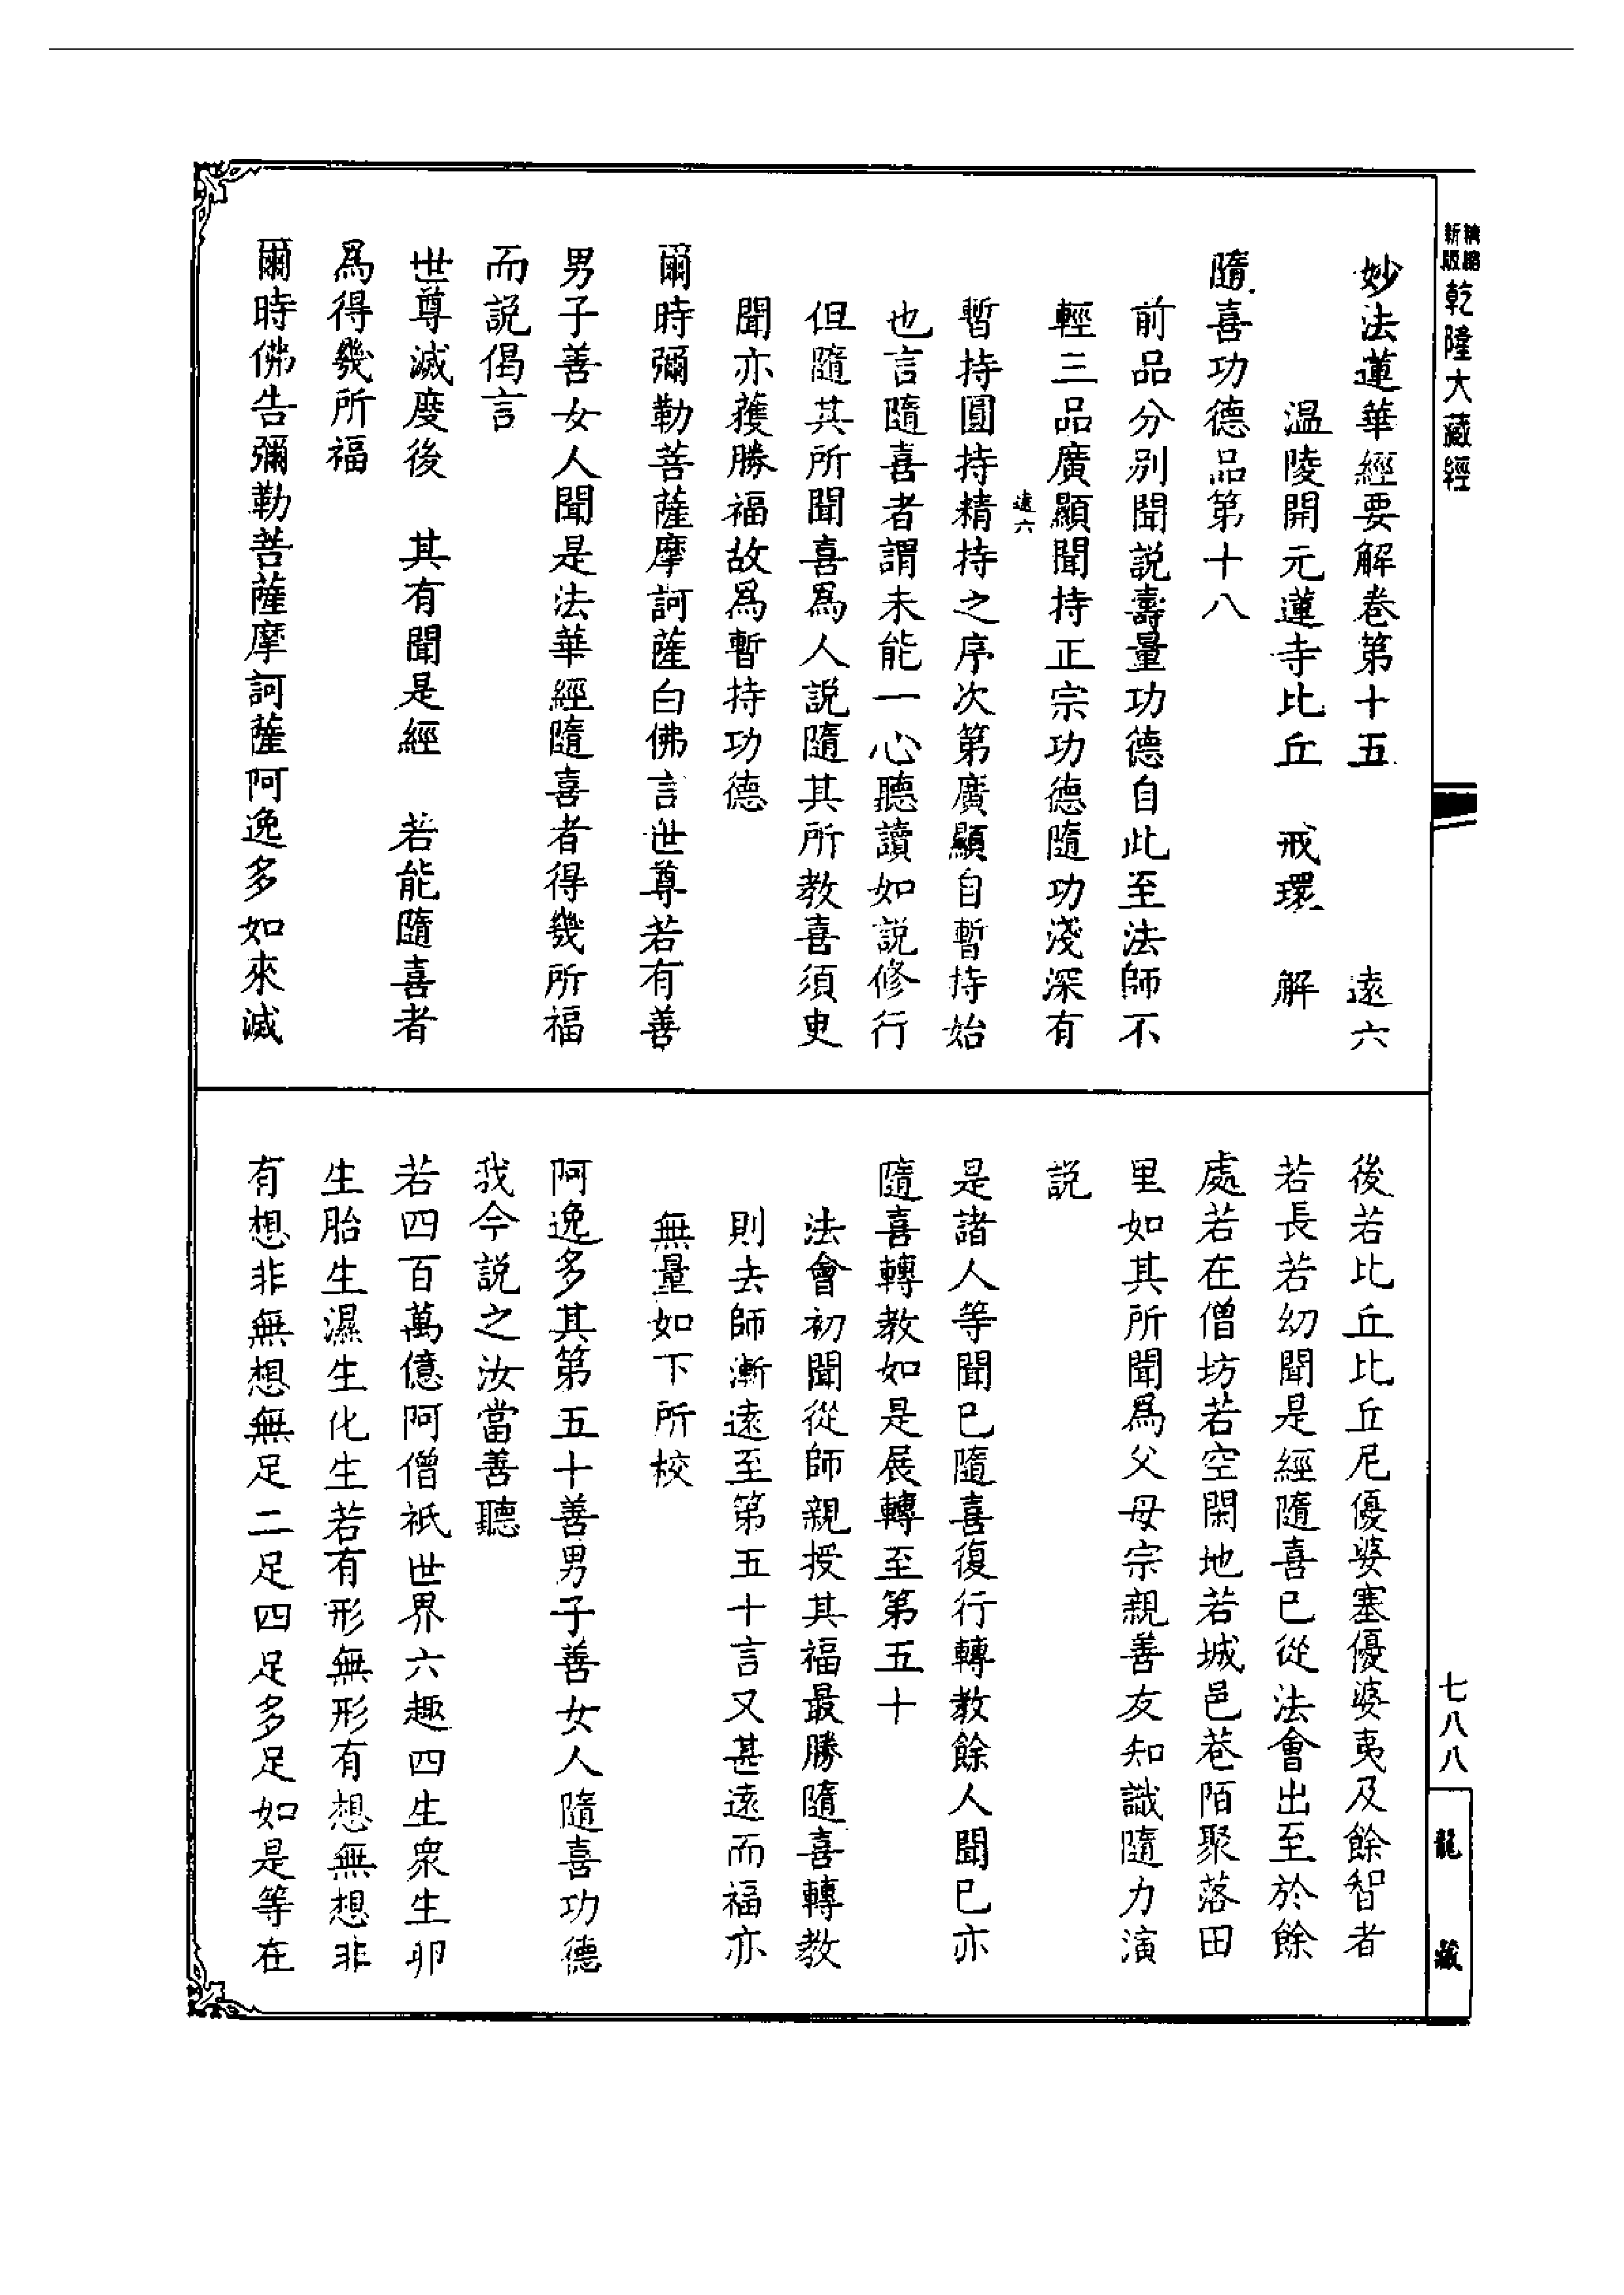 新版
乾隆大藏經
妙法蓮華經要解卷第十五 遠六
溫陵開元蓮寺比丘 戒環 解
隨喜功德品第十八
前品分别聞説壽量功德自此至法師不
輕三品廣顯聞持正宗功德隨功淺深有
遠六
暫持圓持精持之序次第廣顯自暫持始
也言隨喜者謂未能一心聽讀如説修行
但隨其所聞喜爲人説隨其所教喜須臾
聞亦獲勝福故爲暫持功德
爾時彌勒菩薩摩訶薩白佛言世尊若有善
男子善女人聞是法華經隨喜者得幾所福
而説偈言
世尊滅度後 其有聞是經 若能隨喜者
爲得幾所福
爾時佛告彌勒菩薩摩訶薩阿逸多如來滅
後若比丘比丘尼優婆塞優婆夷及餘智者
若長若幼聞是經隨喜已從法會出至於餘
處若在僧坊若空閑地若城邑巷陌聚落田
里如其所聞爲父母宗親善友知識隨力演
説
是諸人等聞已隨喜復行轉教餘人聞已亦
隨喜轉教如是展轉至第五十
法會初聞從師親授其福最勝隨喜轉教
則去師漸遠至第五十言又甚遠而福亦
無量如下所校
阿逸多其第五十善男子善女人隨喜功德
我今説之汝當善聽
若四百萬億阿僧祇世界六趣四生衆生卵
生胎生濕生化生若有形無形有想無想非
有想非無想無足二足四足多足如是等在
七八八
龍藏